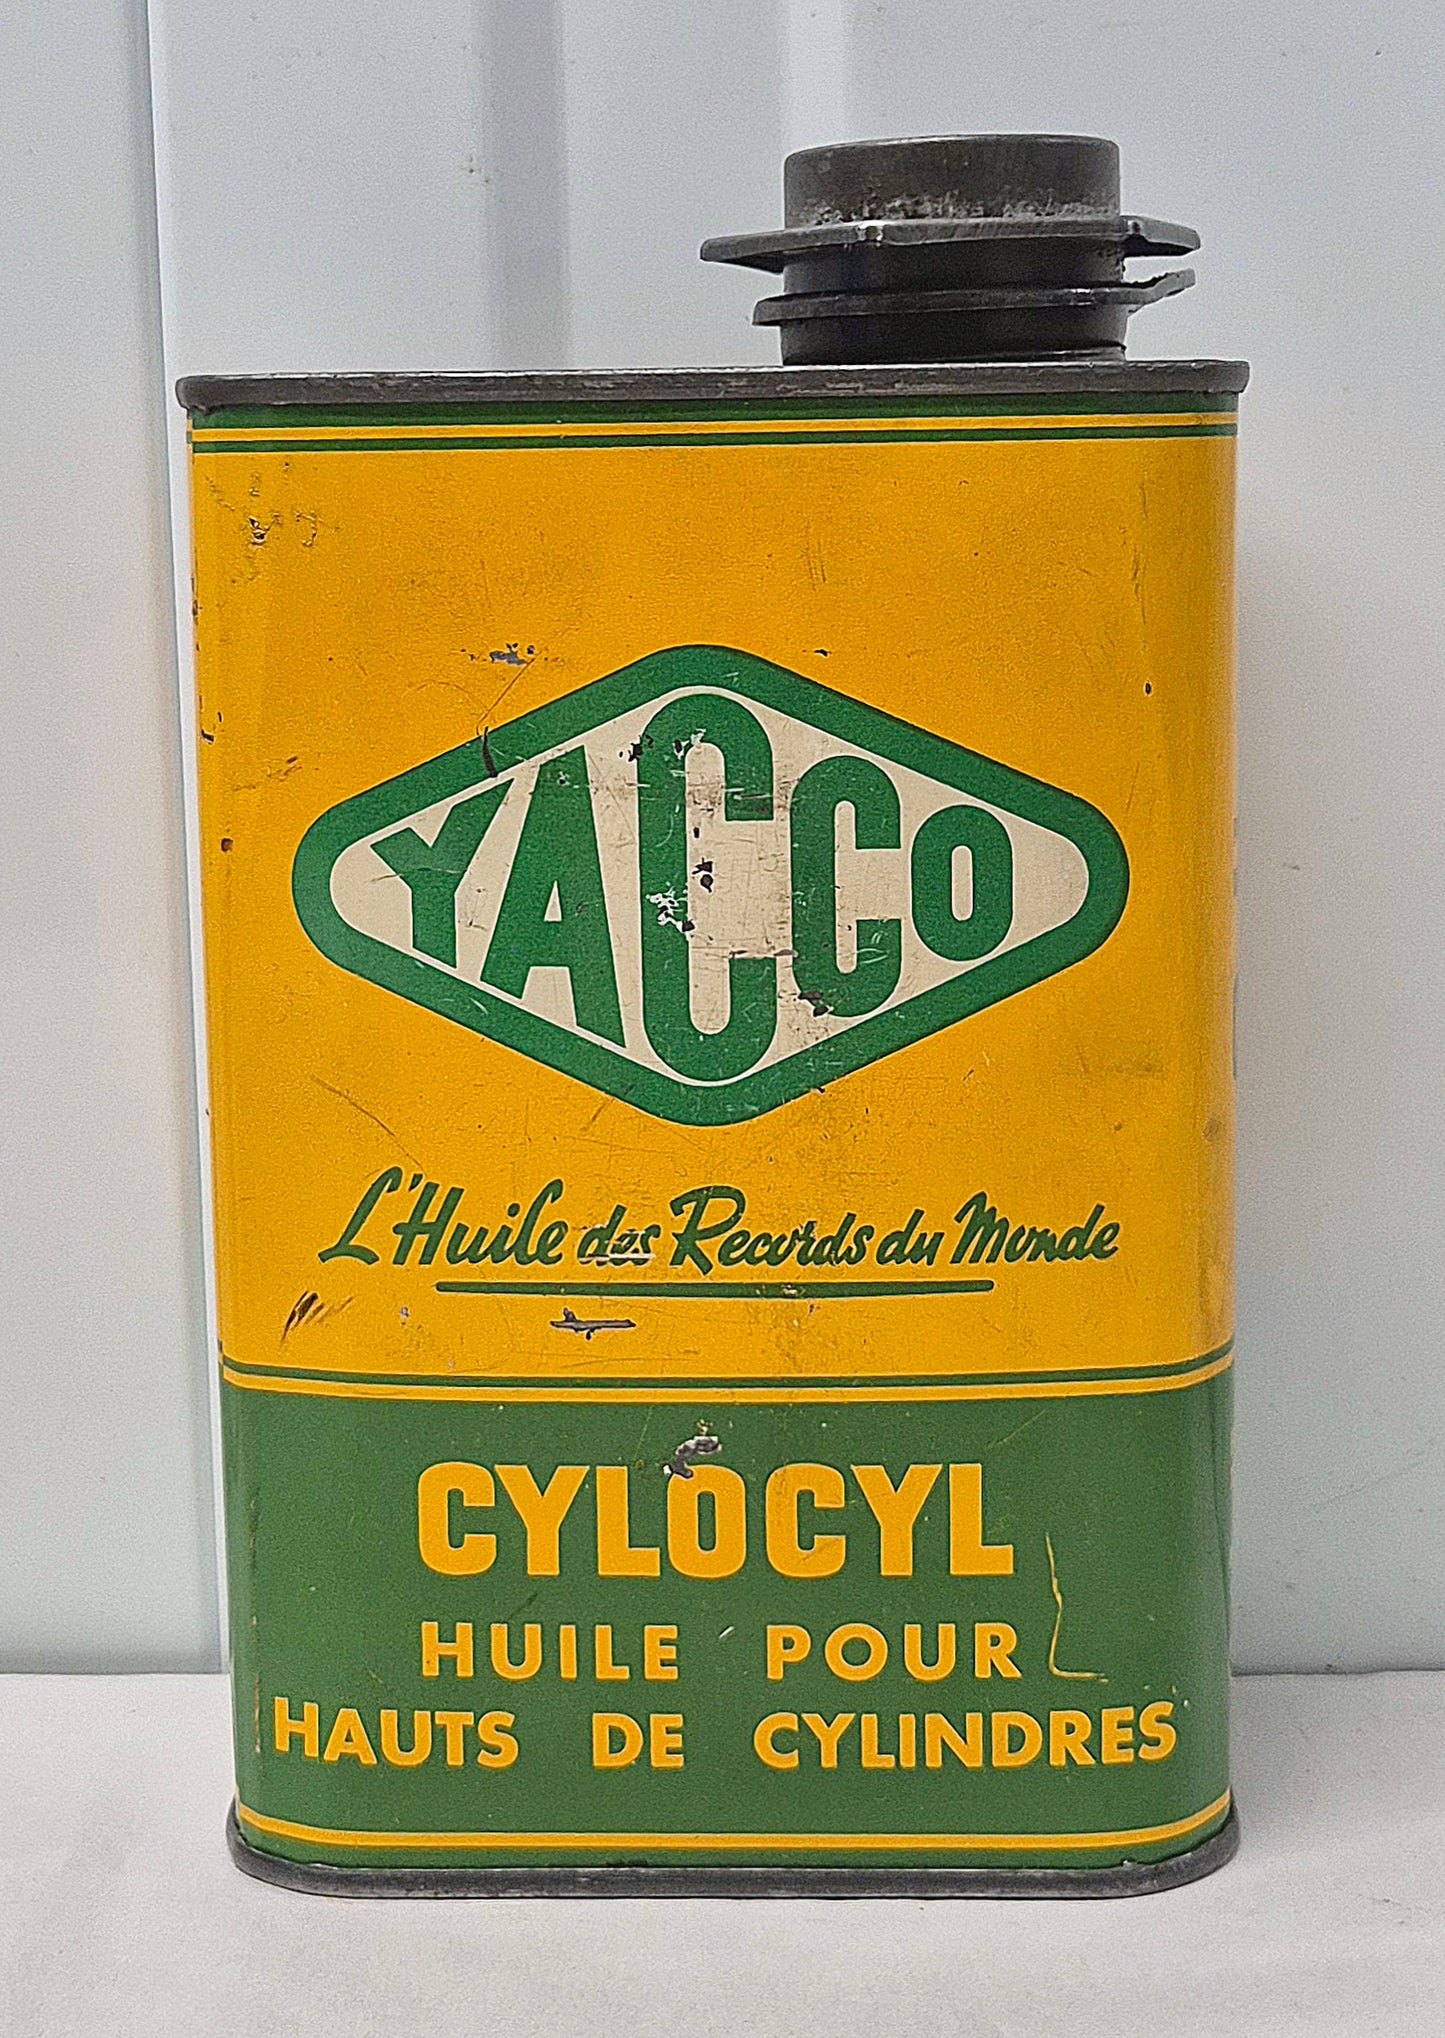 YACCO
L'Huile des Records du Monde
CYLOCYL
HUILE POUR
HAUTS DE CYLINDRES